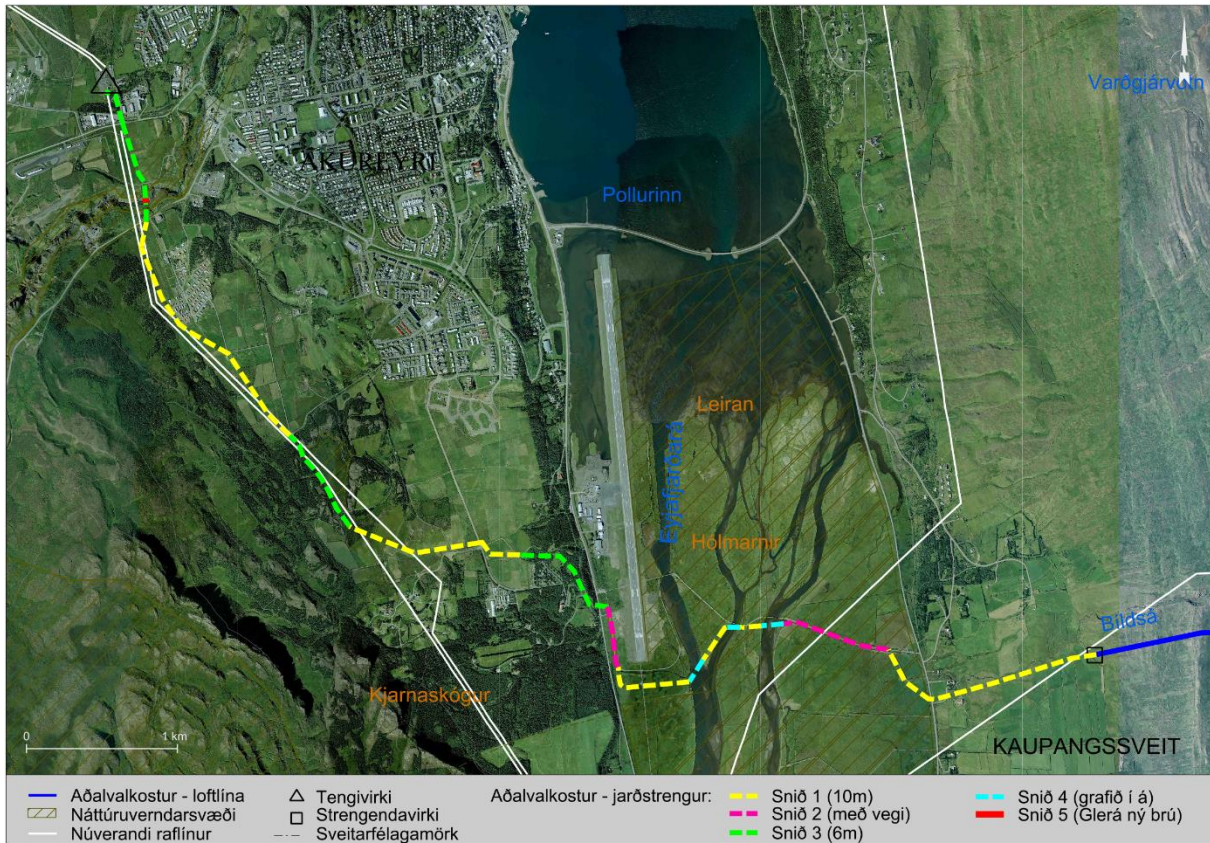 Varðgjárvötn
AKUREYRI
Pollurinn
Leiran
Eyjafjarðará
Hólmarnir
Bíldsá
Kjarnaskógur
KAUPANGSSVEIT
0 1 km
Aðalvalkostur - loftlína
Náttúruverndarsvæði
Núverandi raflínur
Tengivirki
Strengendavirki
Sveitarfélagamörk
Aðalvalkostur - jarðstrengur:
Snið 1 (10m)
Snið 2 (með vegi)
Snið 3 (6m)
Snið 4 (grafið í á)
Snið 5 (Glerá ný brú)